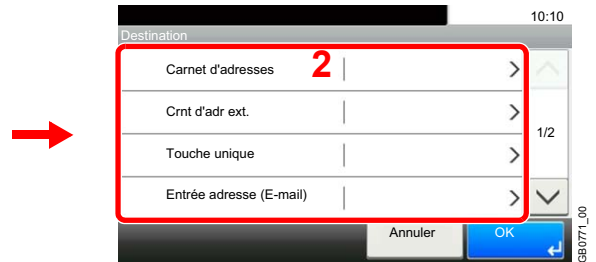 10:10
Destination
Carnet d'adresses
2
Crnt d'adr ext.
1/2
Touche unique
Entrée adresse (E-mail)
Annuler
OK
GB0771_00